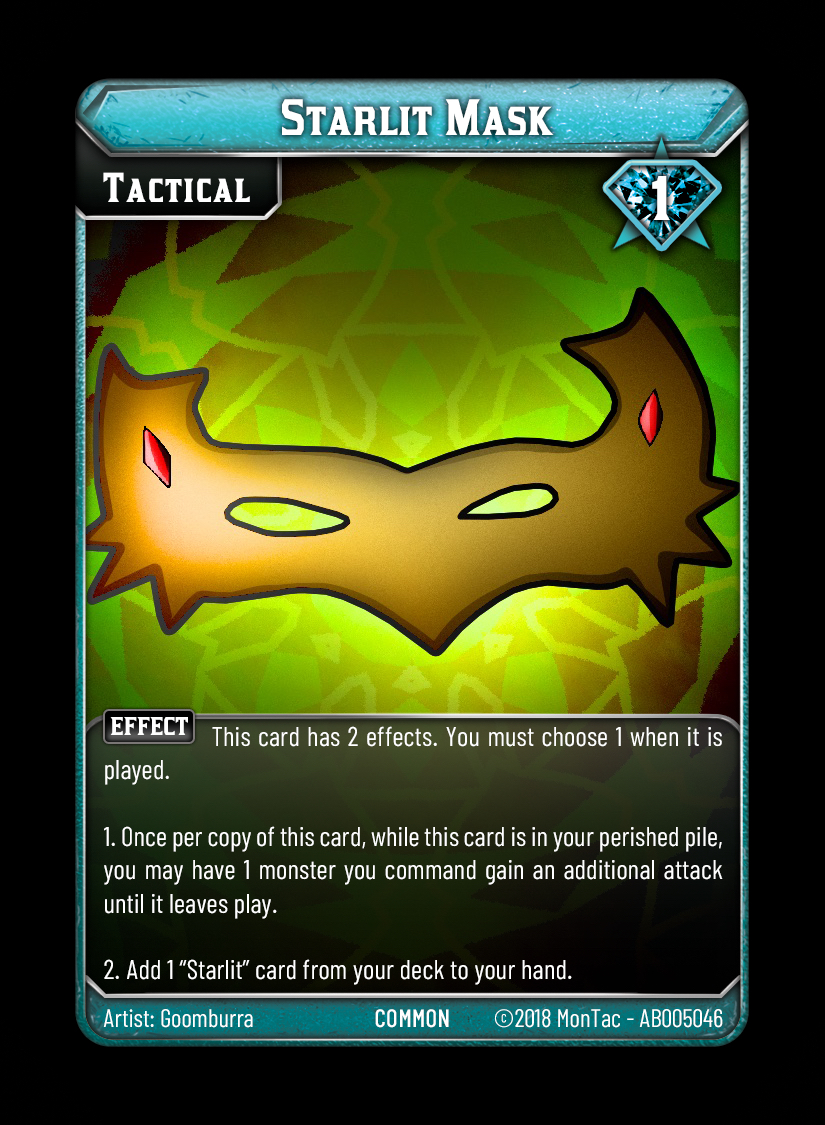 Starlit Mask
Tactical
1
EFFECT This card has 2 effects. You must choose 1 when it is
played.
1. Once per copy of this card, while this card is in your perished pile,
you may have 1 monster you command gain an additional attack
until it leaves play.
2. Add 1 “Starlit” card from your deck to your hand.
Artist: Goomburra COMMON ©2018 MonTac - AB005046